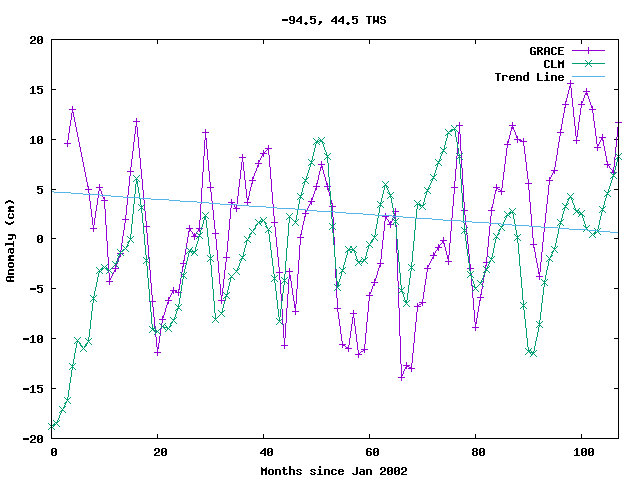 -94.5, 44.5 TWS
GRACE
CLM
Trend Line
20
15
10
5
0
-5
-10
-15
-20
Anomaly (cm)
0 20 40 60 80 100
Months since Jan 2002